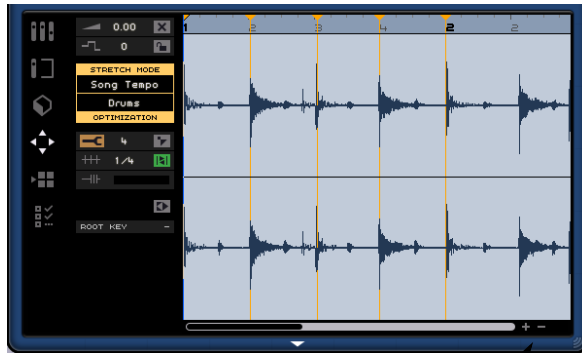 0.00
0
STRETCH MODE
Song Tempo
Drums
OPTIMIZATION
4
1/4
ROOT KEY -
1 2 3 4 2 2
+ -